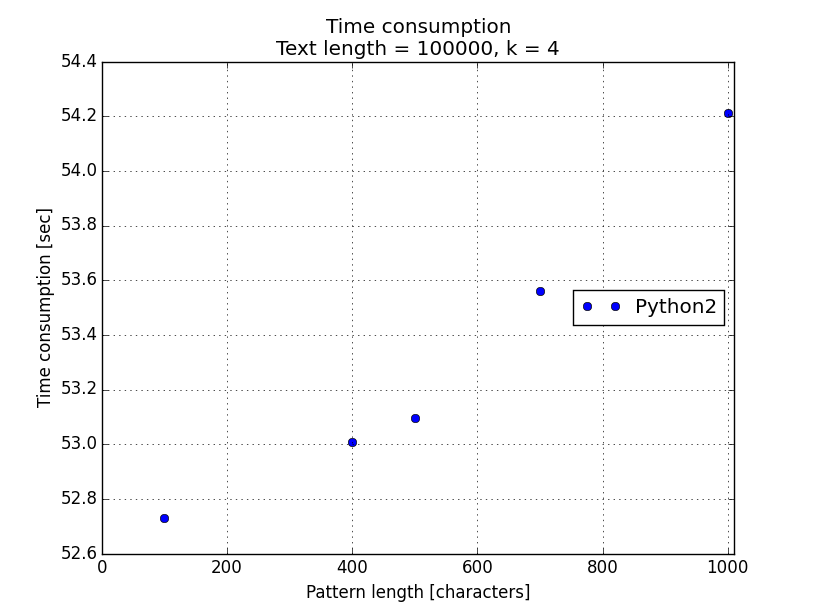 Time consumption
Text length = 100000, k = 4
54.4
54.2
54.0
53.8
53.6
53.4
53.2
53.0
52.8
52.6
Time consumption [sec]
Python2
0 200 400 600 800 1000
Pattern length [characters]